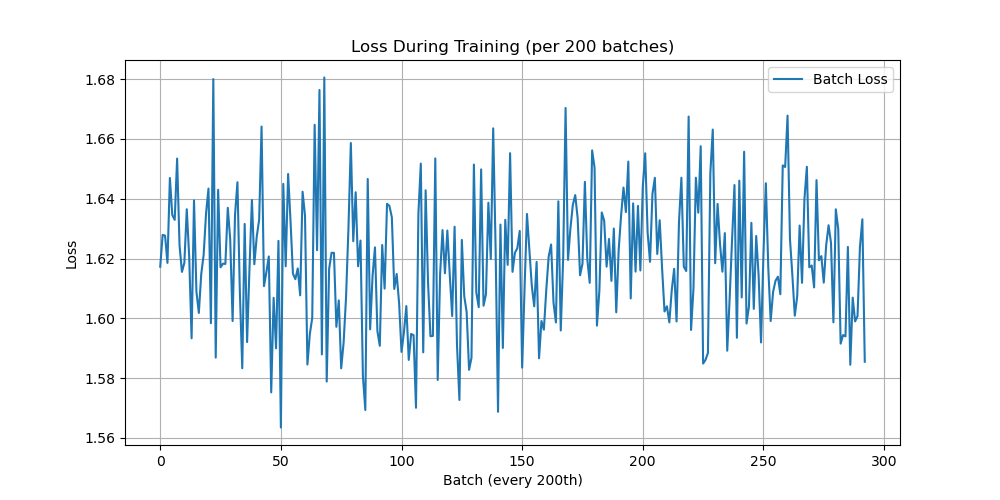 Loss During Training (per 200 batches)
Batch Loss
Loss
1.68
1.66
1.64
1.62
1.60
1.58
1.56
0 50 100 150 200 250 300
Batch (every 200th)